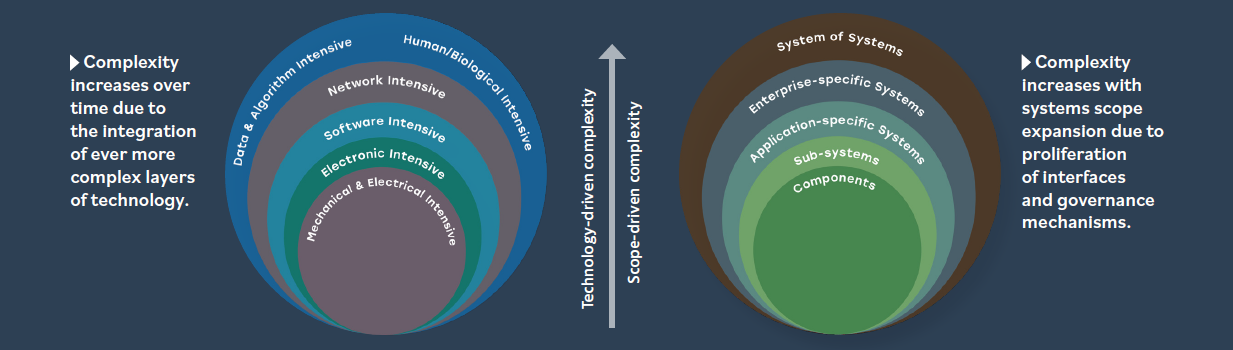 Complexity
increases over
time due to
the integration
of ever more
complex layers
of technology.
Data & Algorithm Intensive
Human/Biological Intensive
Network Intensive
Software Intensive
Electronic Intensive
Mechanical & Electrical Intensive
Technology-driven complexity
Scope-driven complexity
System of Systems
Enterprise-specific Systems
Application-specific Systems
Sub-systems
Components
Complexity
increases with
systems scope
expansion due to
proliferation
of interfaces
and governance
mechanisms.